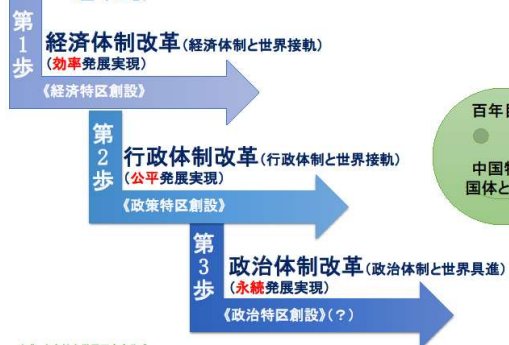 第1歩
経済体制改革(経済体制と世界接軌)
(効率発展実現)
《経済特区創設》
第2歩
行政体制改革(行政体制と世界接軌)
(公平発展実現)
《政策特区創設》
第3歩
政治体制改革(政治体制と世界具進)
(永続発展実現)
《政治特区創設》(?)
百年
中国
国体と